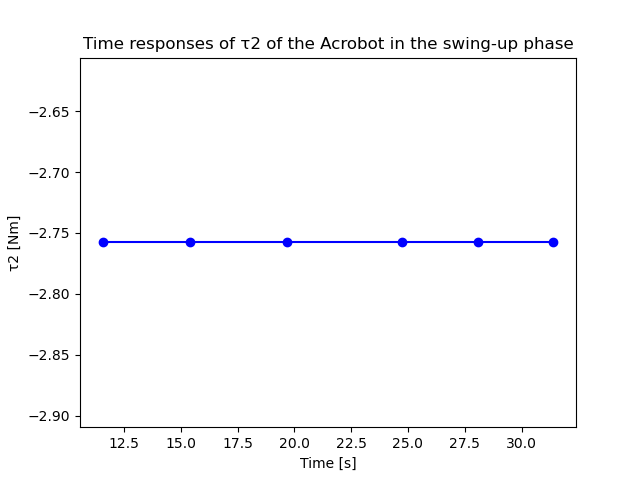 Time responses of τ2 of the Acrobot in the swing-up phase
−2.65
−2.70
−2.75
−2.80
−2.85
−2.90
τ2 [Nm]
12.5 15.0 17.5 20.0 22.5 25.0 27.5 30.0
Time [s]